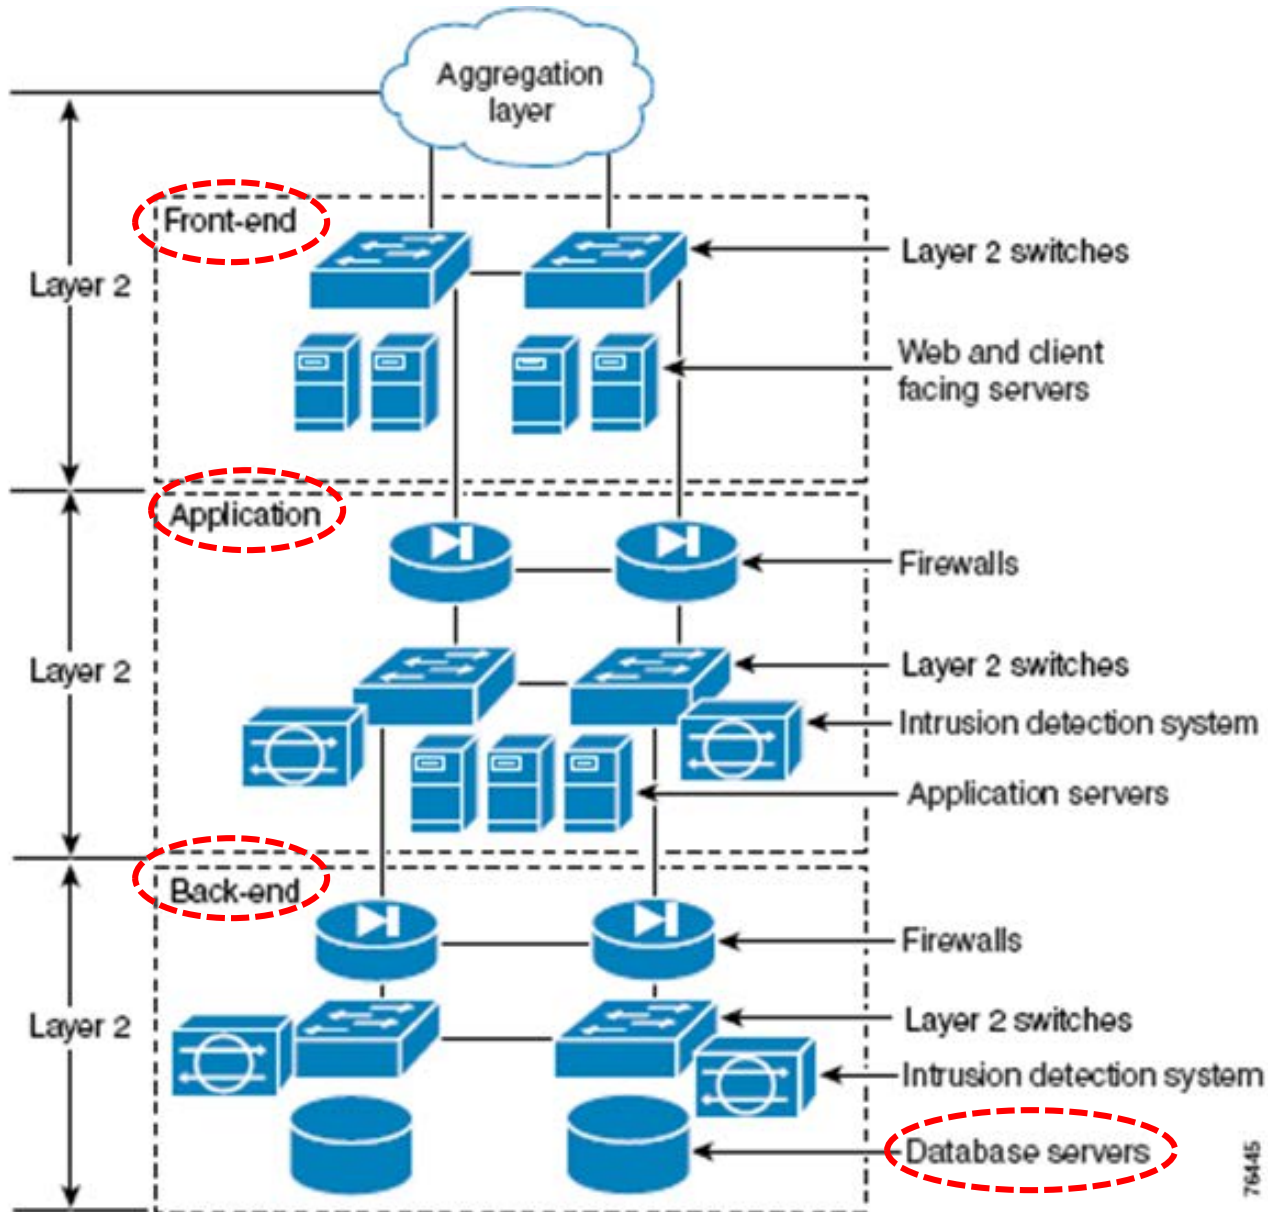 Aggregation
layer
Front-end
Layer 2 switches
Layer 2
Web and client
facing servers
Application
Firewalls
Layer 2 switches
Layer 2
Intrusion detection system
Application servers
Back-end
Firewalls
Layer 2 switches
Layer 2
Intrusion detection system
Database servers
76445